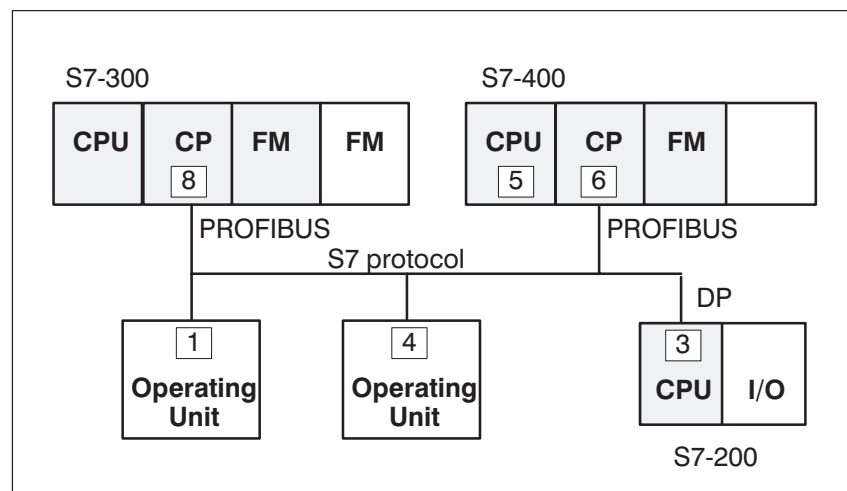 S7-300
S7-400
CPU CP FM FM
8
CPU CP FM
5 6
PROFIBUS
PROFIBUS
S7 protocol
DP
1
Operating
Unit
4
Operating
Unit
3
CPU I/O
S7-200